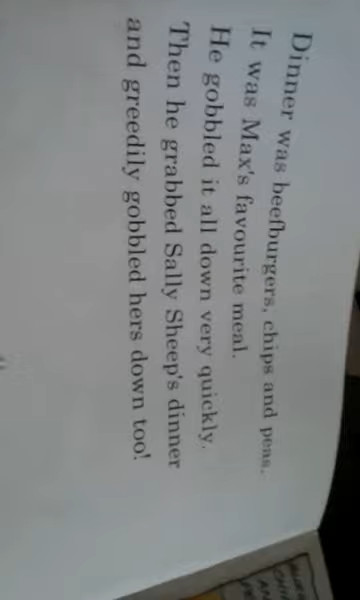 Dinner was beefburgers, chips and peas.
It was Max's favourite meal.
He gobbled it all down very quickly.
Then he grabbed Sally Sheep's dinner
and greedily gobbled hers down too!